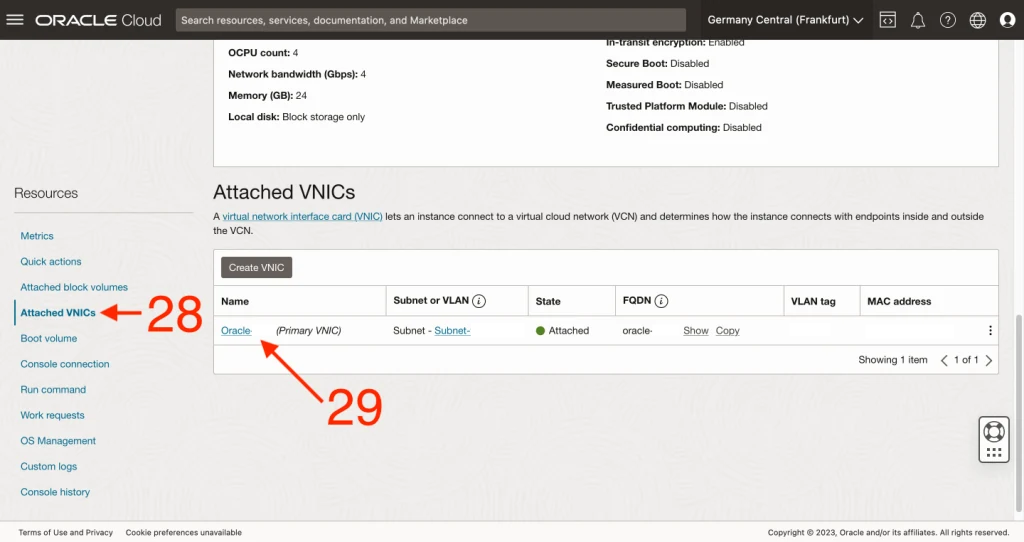 ORACLE Cloud
Search resources, services, documentation, and Marketplace
Germany Central (Frankfurt)
OCPU count: 4
Network bandwidth (Gbps): 4
Memory (GB): 24
Local disk: Block storage only
In-transit encryption: Enabled
Secure Boot: Disabled
Measured Boot: Disabled
Trusted Platform Module: Disabled
Confidential computing: Disabled
Resources
Metrics
Quick actions
Attached block volumes
Attached VNICs
28
Boot volume
Console connection
Run command
Work requests
OS Management
Custom logs
Console history
Attached VNICs
A virtual network interface card (VNIC) lets an instance connect to a virtual cloud network (VCN) and determines how the instance connects with endpoints inside and outside
the VCN.
Create VNIC
Name Subnet or VLAN State FQDN VLAN tag MAC address
Oracle- (Primary VNIC) Subnet - Subnet- Attached oracle- Show Copy
Showing 1 item 1 of 1
29
Terms of Use and Privacy Cookie preferences unavailable
Copyright © 2023, Oracle and/or its affiliates. All rights reserved.